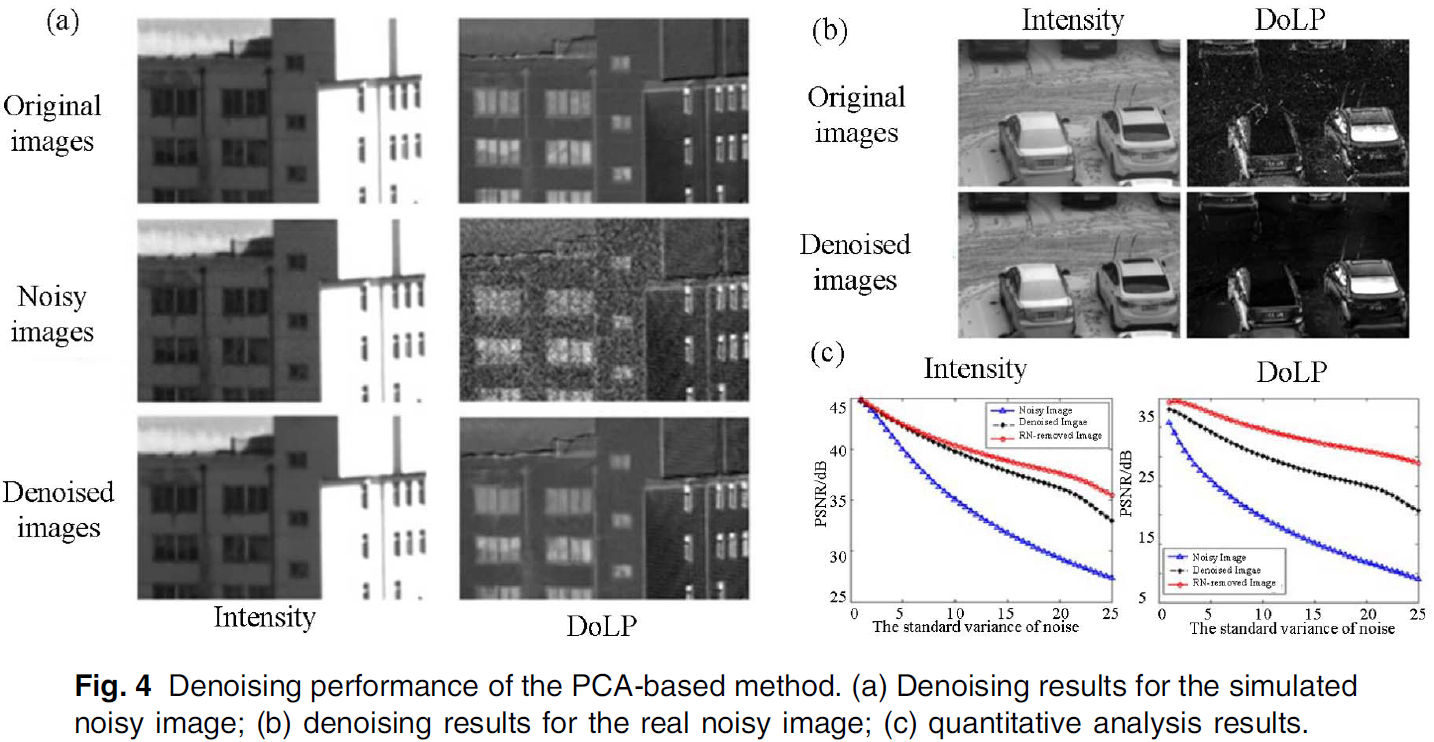 (a)
Original
images
Noisy
images
Denoised
images
Intensity
DoLP
(b)
Intensity
DoLP
Original
images
Denoised
images
(c)
Intensity
45
40
35
30
25
PSNR/dB
Noisy Image
Denoised Imgae
RN-removed Image
0
5
10
15
20
25
The standard variance of noise
DoLP
35
25
15
5
PSNR/dB
Noisy Image
Denoised Imgae
RN-removed Image
0
5
10
15
20
25
The standard variance of noise
Fig. 4 Denoising performance of the PCA-based method. (a) Denoising results for the simulated
noisy image; (b) denoising results for the real noisy image; (c) quantitative analysis results.